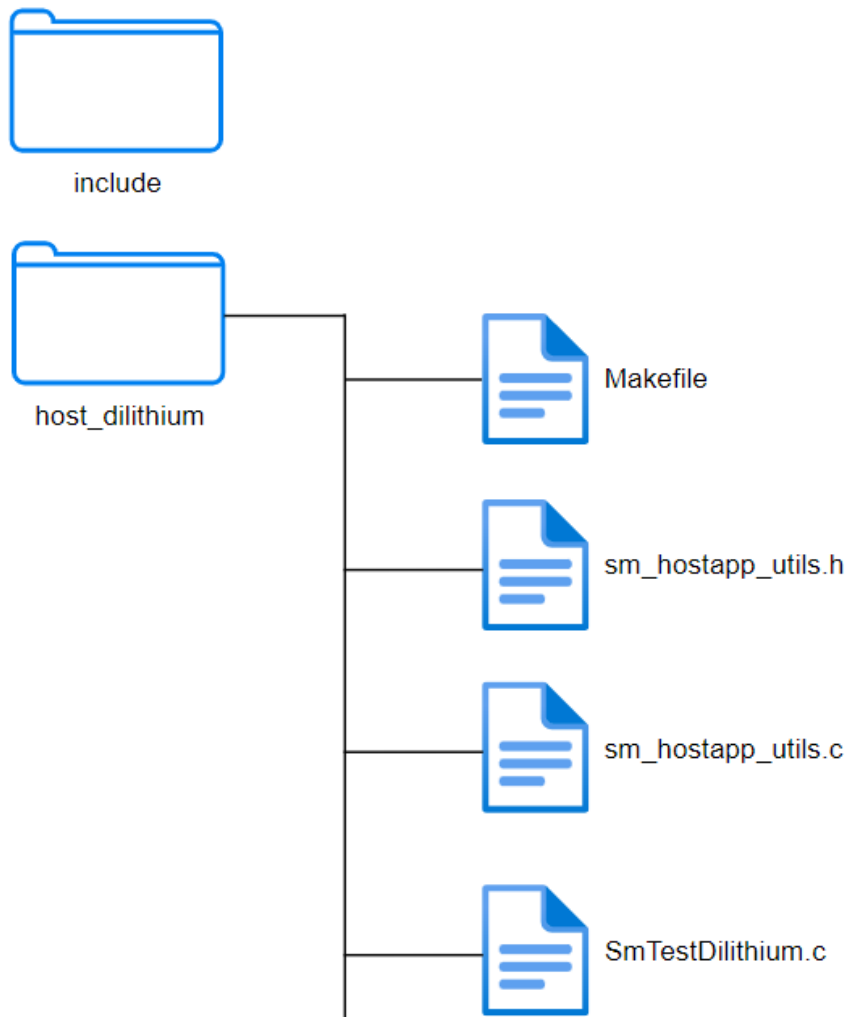 include
host_dilithium
Makefile
sm_hostapp_utils.h
sm_hostapp_utils.c
SmTestDilithium.c